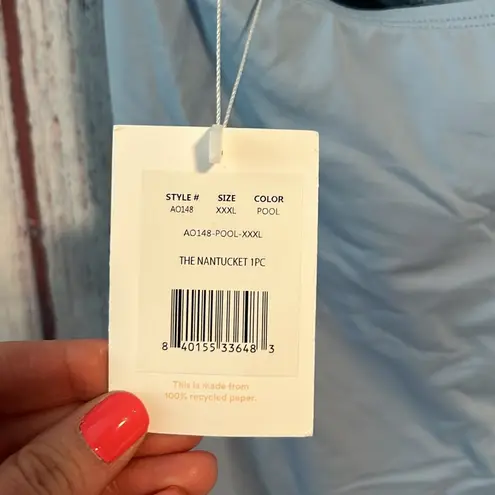 STYLE # SIZE COLOR
AO148 XXXL POOL
AO148-POOL-XXXL
THE NANTUCKET 1PC
8 40155 33648 3
This is made from
100% recycled paper.